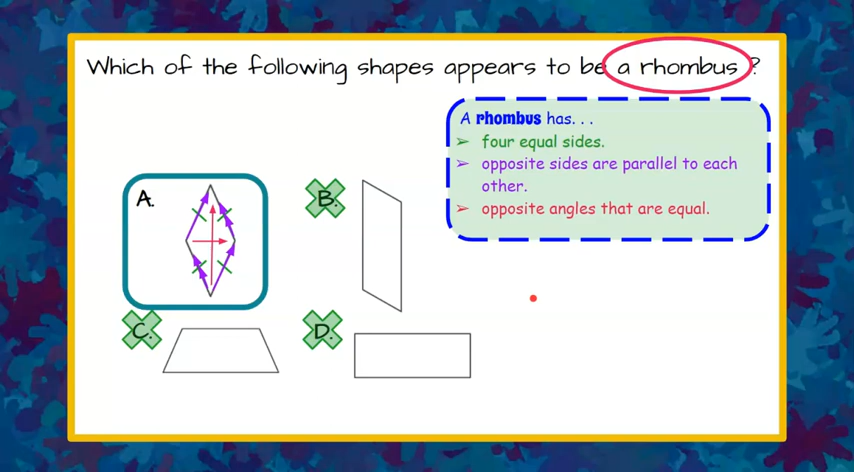 Which of the following shapes appears to be a rhombus ?
A rhombus has. . .
➢ four equal sides.
➢ opposite sides are parallel to each
other.
➢ opposite angles that are equal.
A.
B.
C.
D.